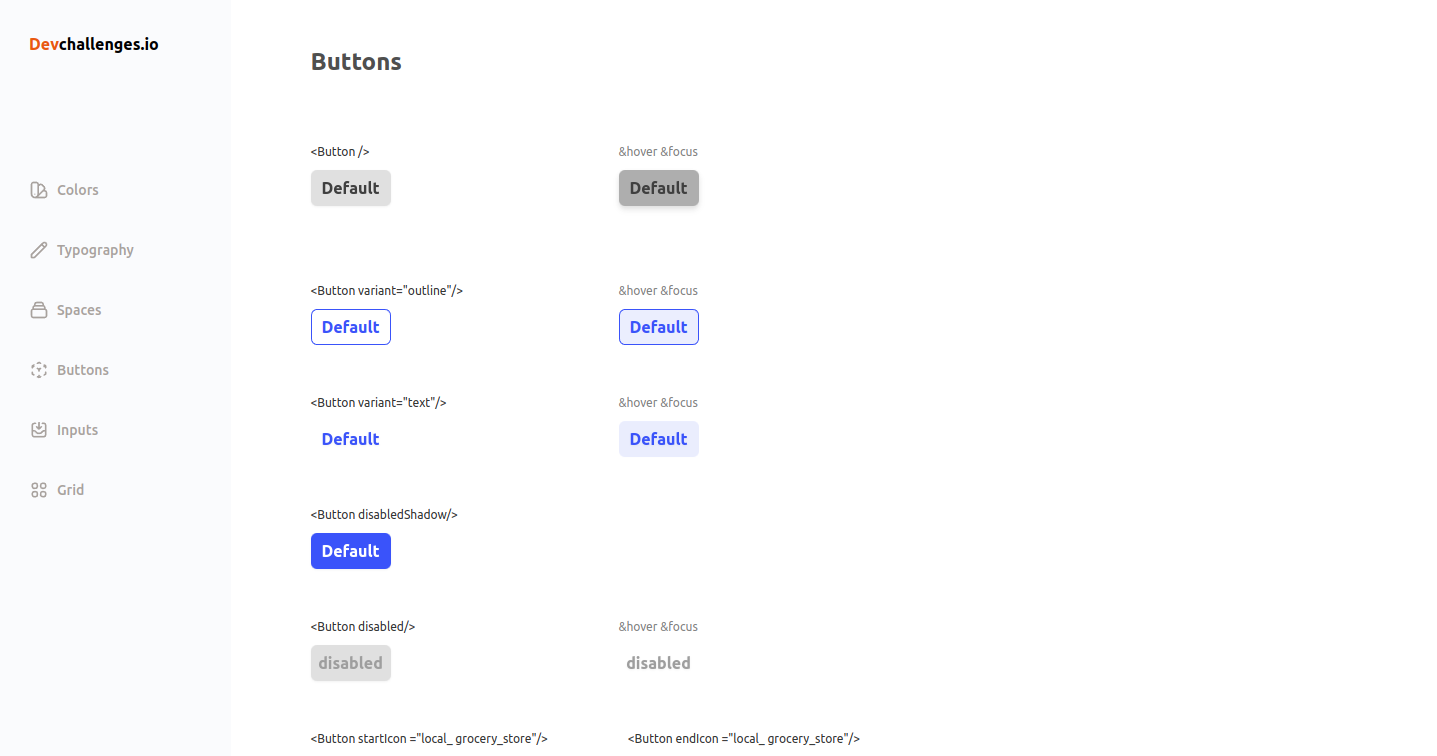 Devchallenges.io
Colors
Typography
Spaces
Buttons
Inputs
Grid
Buttons
<Button />
&hover &focus
Default
Default
<Button variant="outline"/>
&hover &focus
Default
Default
<Button variant="text"/>
&hover &focus
Default
Default
<Button disabledShadow/>
Default
<Button disabled/>
&hover &focus
disabled
disabled
<Button startIcon ="local_ grocery_store"/>
<Button endIcon ="local_ grocery_store"/>